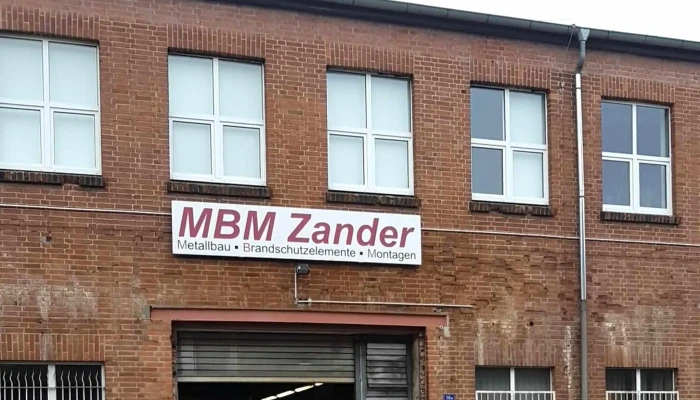 MBM Zander
Metallbau ▪ Brandschutzelemente ▪ Montagen